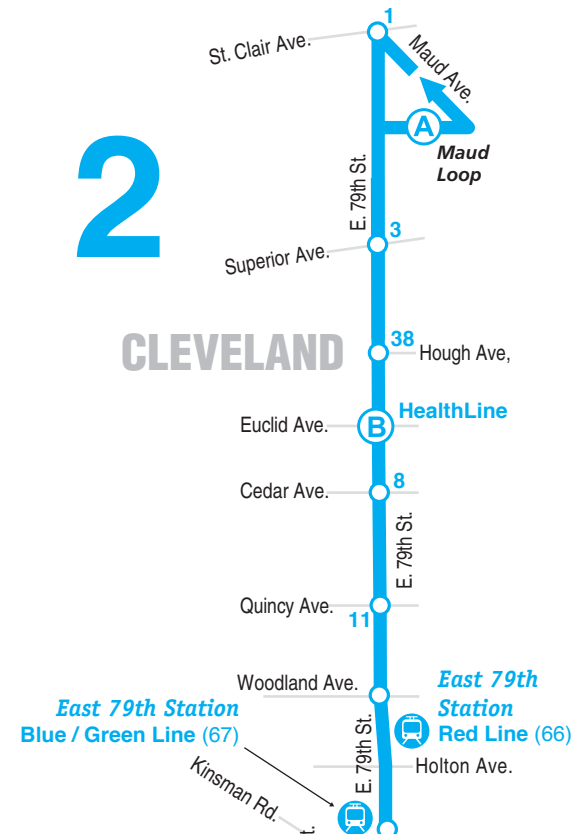 1
St. Clair Ave.
Maud Ave.
A
Maud
Loop
2
E. 79th St.
3
Superior Ave.
38
CLEVELAND
Hough Ave,
HealthLine
Euclid Ave.
B
8
Cedar Ave.
E. 79th St.
Quincy Ave.
11
Woodland Ave.
East 79th
Station
Red Line (66)
East 79th Station
Blue / Green Line (67)
E. 79th St.
Holton Ave.
Kinsman Rd.